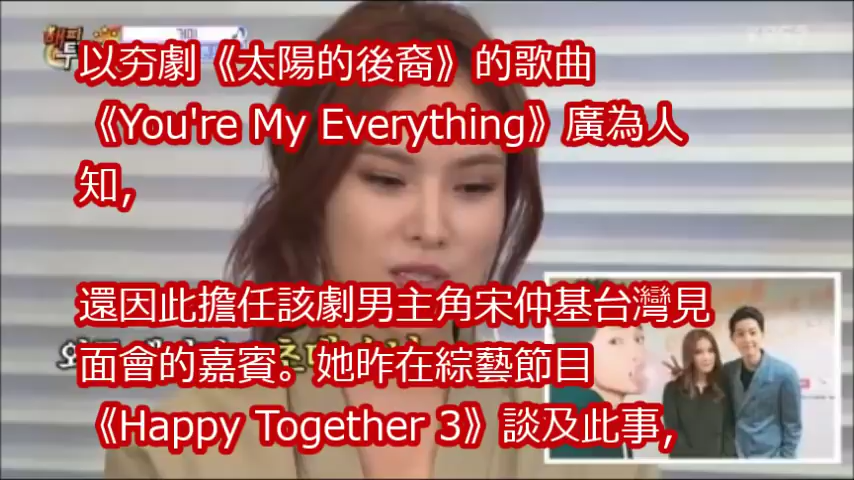 以夯劇《太陽的後裔》的歌曲
《You're My Everything》廣為人
知,
還因此擔任該劇男主角宋仲基台灣見
面會的嘉賓。她昨在綜藝節目
《Happy Together 3》談及此事,